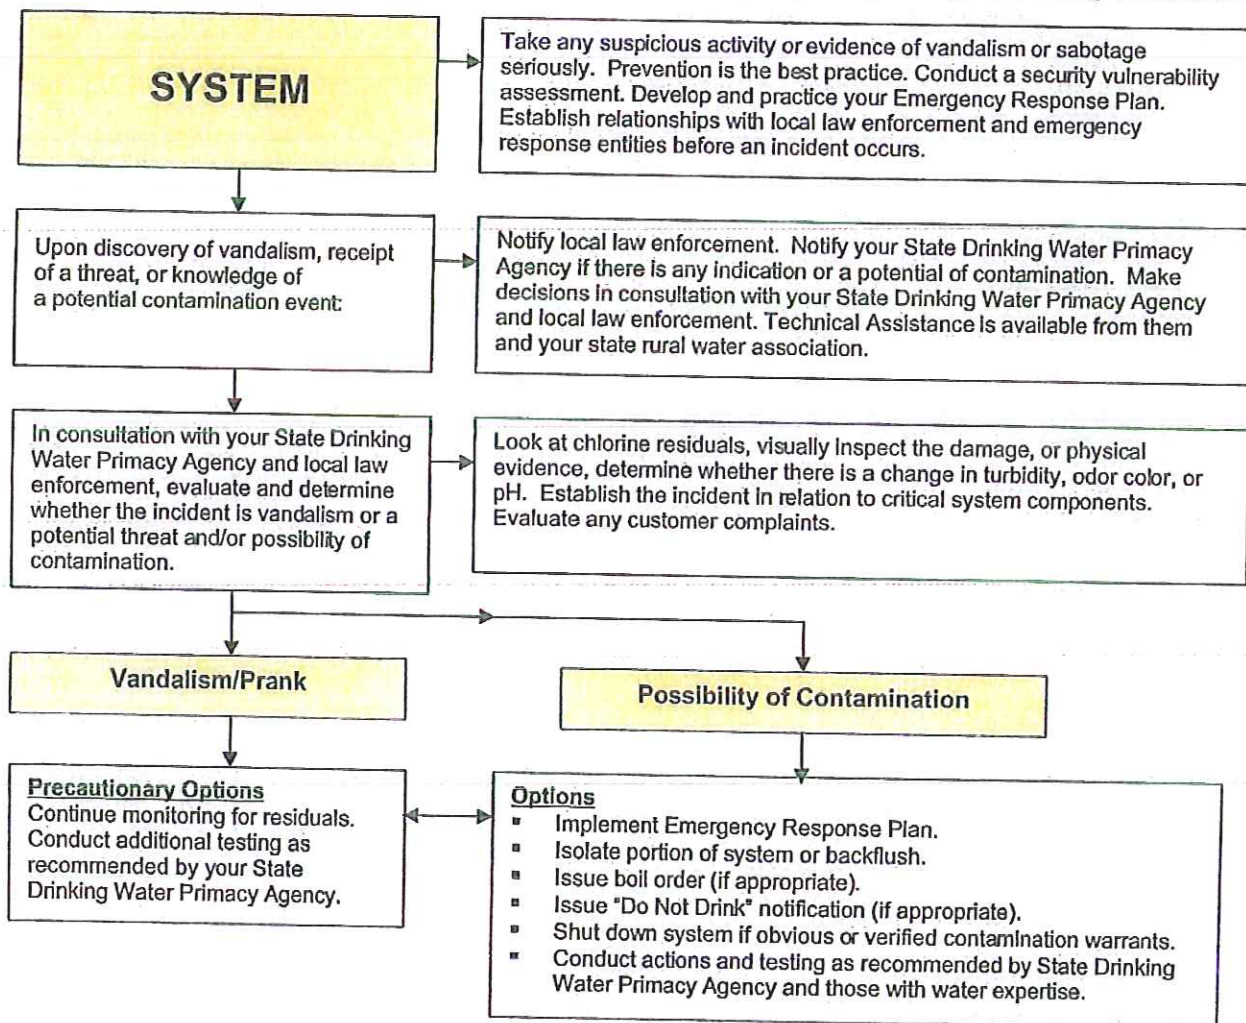 SYSTEM
Take any suspicious activity or evidence of vandalism or sabotage
seriously. Prevention is the best practice. Conduct a security vulnerability
assessment. Develop and practice your Emergency Response Plan.
Establish relationships with local law enforcement and emergency
response entities before an incident occurs.
Upon discovery of vandalism, receipt
of a threat, or knowledge of
a potential contamination event:
Notify local law enforcement. Notify your State Drinking Water Primacy
Agency if there is any indication or a potential of contamination. Make
decisions in consultation with your State Drinking Water Primacy Agency
and local law enforcement. Technical Assistance is available from them
and your state rural water association.
In consultation with your State Drinking
Water Primacy Agency and local law
enforcement, evaluate and determine
whether the incident is vandalism or a
potential threat and/or possibility of
contamination.
Look at chlorine residuals, visually inspect the damage, or physical
evidence, determine whether there is a change in turbidity, odor color, or
pH. Establish the incident in relation to critical system components.
Evaluate any customer complaints.
Vandalism/Prank
Possibility of Contamination
Precautionary Options
Continue monitoring for residuals.
Conduct additional testing as
recommended by your State
Drinking Water Primacy Agency.
Options
▪ Implement Emergency Response Plan.
▪ Isolate portion of system or backflush.
▪ Issue boil order (if appropriate).
▪ Issue "Do Not Drink" notification (if appropriate).
▪ Shut down system if obvious or verified contamination warrants.
▪ Conduct actions and testing as recommended by State Drinking
Water Primacy Agency and those with water expertise.